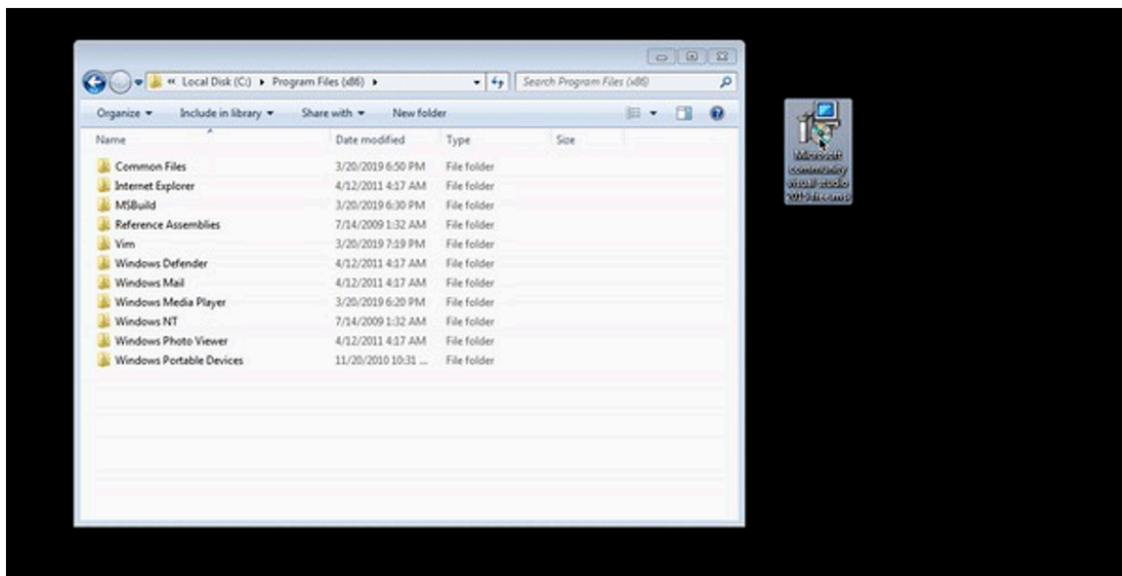 « Local Disk (C:) ▸ Program Files (x86) ▸ Search Program Files (x86)
Organize Include in library Share with New folder
Name Date modified Type Size
Common Files 3/20/2019 6:50 PM File folder
Internet Explorer 4/12/2011 4:17 AM File folder
MSBuild 3/20/2019 6:30 PM File folder
Reference Assemblies 7/14/2009 1:32 AM File folder
Vim 3/20/2019 7:19 PM File folder
Windows Defender 4/12/2011 4:17 AM File folder
Windows Mail 4/12/2011 4:17 AM File folder
Windows Media Player 3/20/2019 6:20 PM File folder
Windows NT 7/14/2009 1:32 AM File folder
Windows Photo Viewer 4/12/2011 4:17 AM File folder
Windows Portable Devices 11/20/2010 10:31 ... File folder
Microsoft
community
visual studio